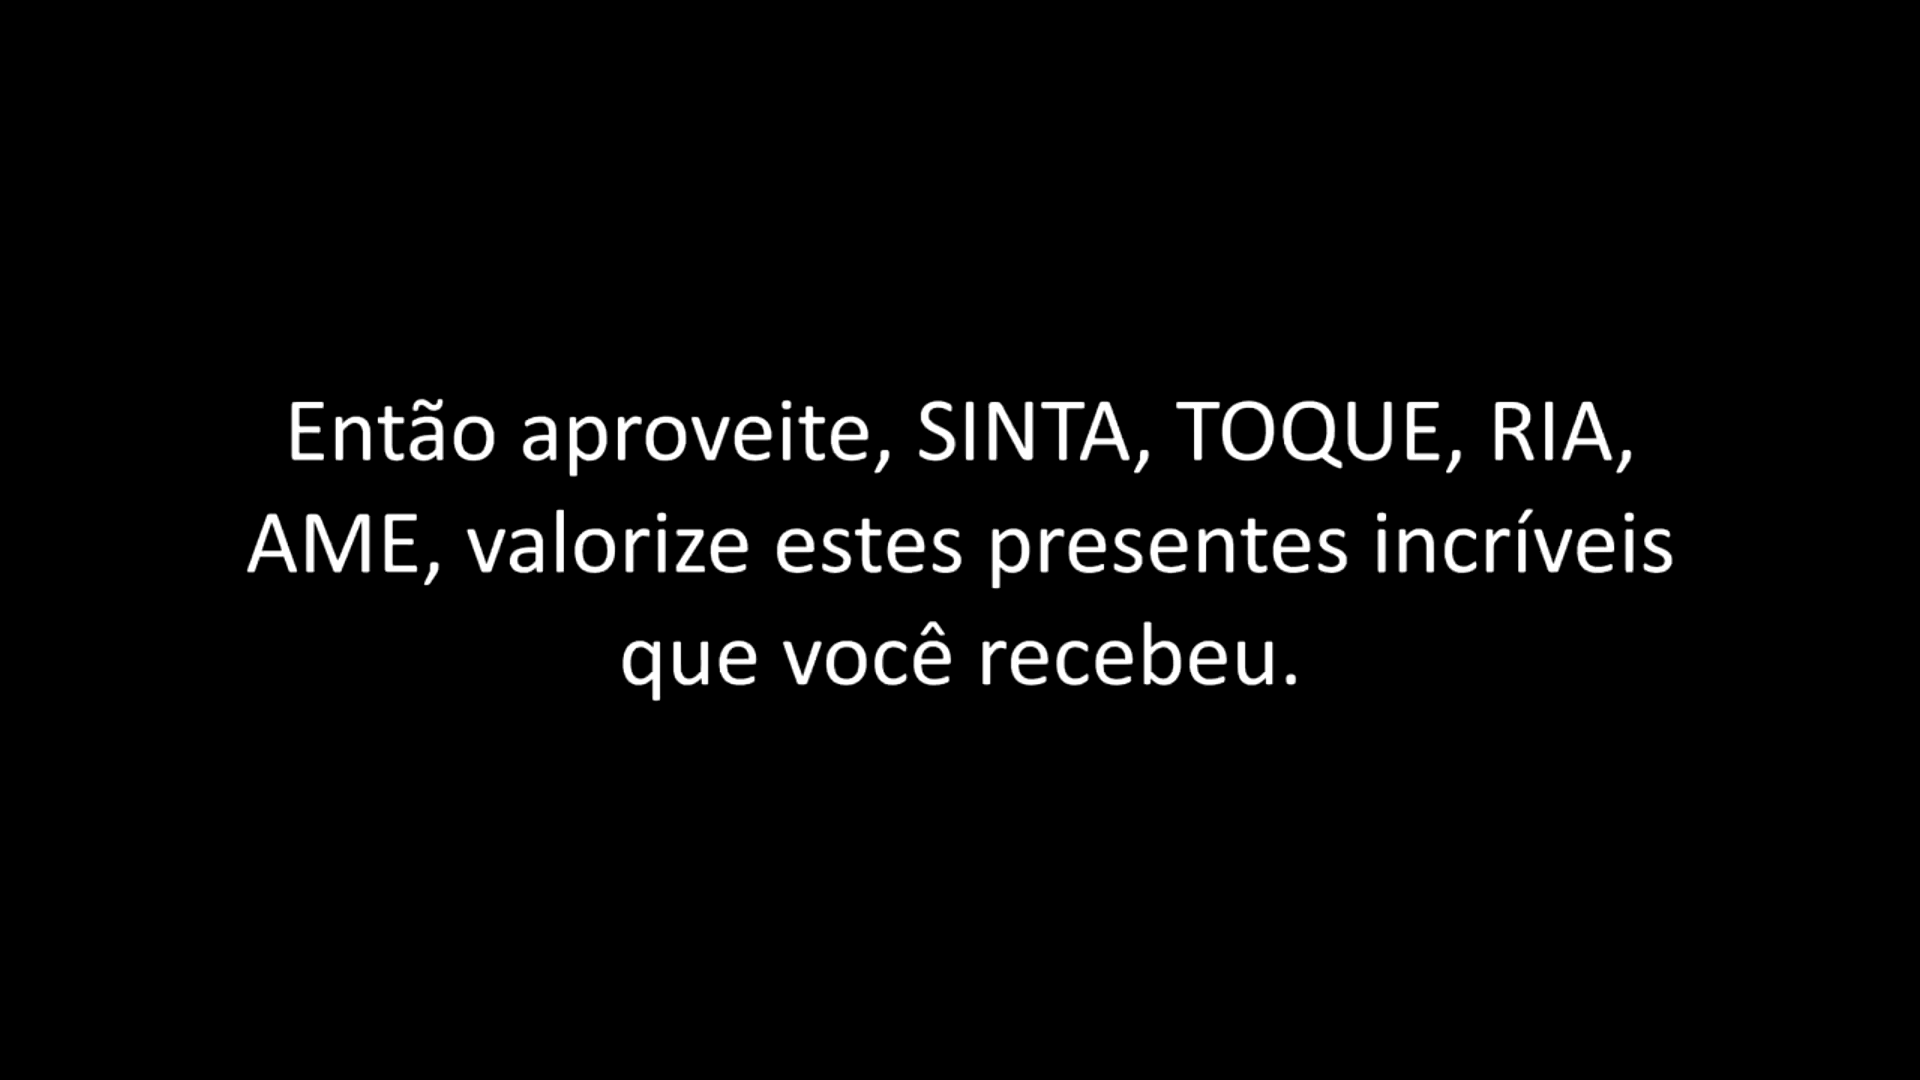 Então aproveite, SINTA, TOQUE, RIA,
AME, valorize estes presentes incríveis
que você recebeu.